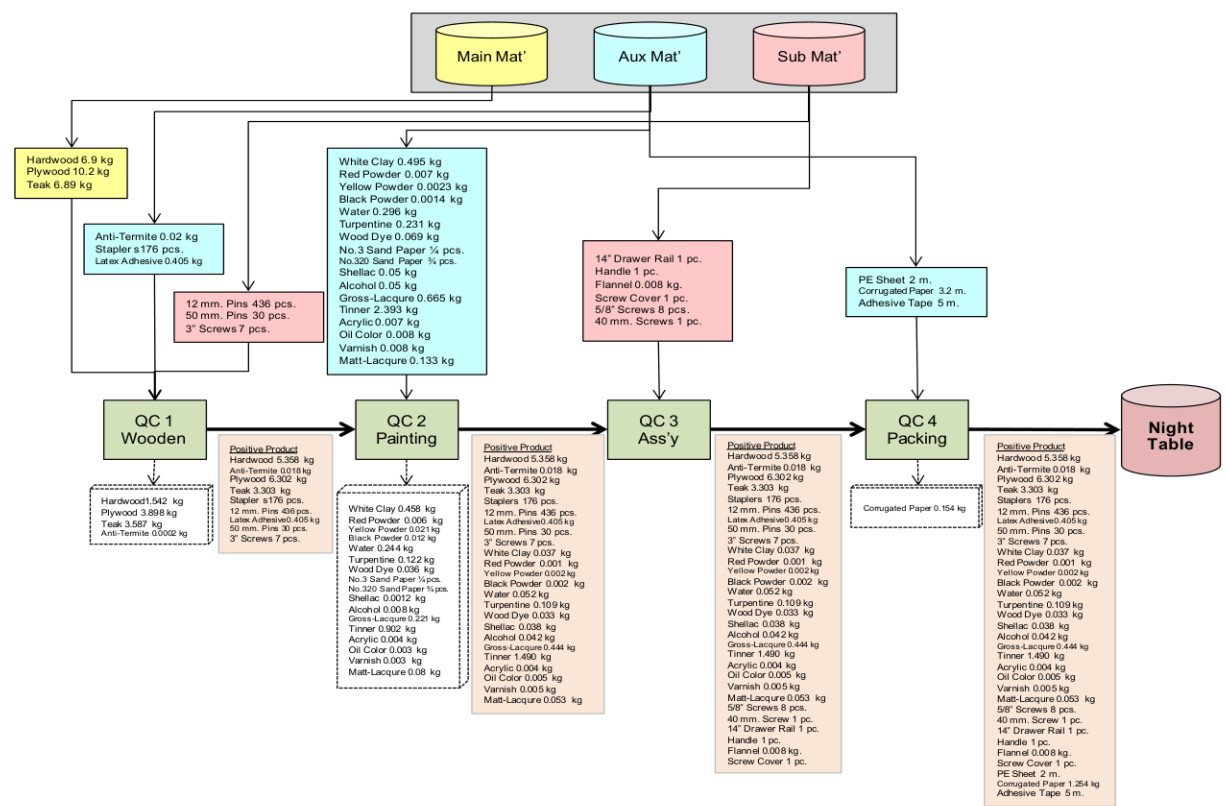 Main Mat’
Aux Mat’
Sub Mat’
Hardwood 6.9 kg
Plywood 10.2 kg
Teak 6.89 kg
Anti-Termite 0.02 kg
Stapler s176 pcs.
Latex Adhesive 0.405 kg
12 mm. Pins 436 pcs.
50 mm. Pins 30 pcs.
3” Screws 7 pcs.
White Clay 0.495 kg
Red Powder 0.007 kg
Yellow Powder 0.0023 kg
Black Powder 0.0014 kg
Water 0.296 kg
Turpentine 0.231 kg
Wood Dye 0.069 kg
No.3 Sand Paper ¼ pcs.
No.320 Sand Paper ¾ pcs.
Shellac 0.05 kg
Alcohol 0.05 kg
Gross-Lacqure 0.665 kg
Tinner 2.393 kg
Acrylic 0.007 kg
Oil Color 0.008 kg
Varnish 0.008 kg
Matt-Lacqure 0.133 kg
14” Drawer Rail 1 pc.
Handle 1 pc.
Flannel 0.008 kg.
Screw Cover 1 pc.
5/8” Screws 8 pcs.
40 mm. Screws 1 pc.
PE Sheet 2 m.
Corrugated Paper 3.2 m.
Adhesive Tape 5 m.
QC 1
Wooden
QC 2
Painting
QC 3
Ass’y
QC 4
Packing
Night
Table
Hardwood1.542 kg
Plywood 3.898 kg
Teak 3.587 kg
Anti-Termite 0.0002 kg
Positive Product
Hardwood 5.358 kg
Anti-Termite 0.018 kg
Plywood 6.302 kg
Teak 3.303 kg
Stapler s176 pcs.
12 mm. Pins 436 pcs.
Latex Adhesive0.405 kg
50 mm. Pins 30 pcs.
3” Screws 7 pcs.
White Clay 0.458 kg
Red Powder 0.006 kg
Yellow Powder 0.021 kg
Black Powder 0.012 kg
Water 0.244 kg
Turpentine 0.122 kg
Wood Dye 0.036 kg
No.3 Sand Paper ¼ pcs.
No.320 Sand Paper ¾ pcs.
Shellac 0.0012 kg
Alcohol 0.008 kg
Gross-Lacqure 0.221 kg
Tinner 0.902 kg
Acrylic 0.004 kg
Oil Color 0.003 kg
Varnish 0.003 kg
Matt-Lacqure 0.08 kg
Positive Product
Hardwood 5.358 kg
Anti-Termite 0.018 kg
Plywood 6.302 kg
Teak 3.303 kg
Staplers 176 pcs.
12 mm. Pins 436 pcs.
Latex Adhesive0.405 kg
50 mm. Pins 30 pcs.
3” Screws 7 pcs.
White Clay 0.037 kg
Red Powder 0.001 kg
Yellow Powder 0.002 kg
Black Powder 0.002 kg
Water 0.052 kg
Turpentine 0.109 kg
Wood Dye 0.033 kg
Shellac 0.038 kg
Alcohol 0.042 kg
Gross-Lacqure 0.444 kg
Tinner 1.490 kg
Acrylic 0.004 kg
Oil Color 0.005 kg
Varnish 0.005 kg
Matt-Lacqure 0.053 kg
Positive Product
Hardwood 5.358 kg
Anti-Termite 0.018 kg
Plywood 6.302 kg
Teak 3.303 kg
Staplers 176 pcs.
12 mm. Pins 436 pcs.
Latex Adhesive0.405 kg
50 mm. Pins 30 pcs.
3” Screws 7 pcs.
White Clay 0.037 kg
Red Powder 0.001 kg
Yellow Powder 0.002 kg
Black Powder 0.002 kg
Water 0.052 kg
Turpentine 0.109 kg
Wood Dye 0.033 kg
Shellac 0.038 kg
Alcohol 0.042 kg
Gross-Lacqure 0.444 kg
Tinner 1.490 kg
Acrylic 0.004 kg
Oil Color 0.005 kg
Varnish 0.005 kg
Matt-Lacqure 0.053 kg
5/8” Screws 8 pcs.
40 mm. Screw 1 pc.
14” Drawer Rail 1 pc.
Handle 1 pc.
Flannel 0.008 kg.
Screw Cover 1 pc.
Corrugated Paper 0.154 kg
Positive Product
Hardwood 5.358 kg
Anti-Termite 0.018 kg
Plywood 6.302 kg
Teak 3.303 kg
Staplers 176 pcs.
12 mm. Pins 436 pcs.
Latex Adhesive0.405 kg
50 mm. Pins 30 pcs.
3” Screws 7 pcs.
White Clay 0.037 kg
Red Powder 0.001 kg
Yellow Powder 0.002 kg
Black Powder 0.002 kg
Water 0.052 kg
Turpentine 0.109 kg
Wood Dye 0.033 kg
Shellac 0.038 kg
Alcohol 0.042 kg
Gross-Lacqure 0.444 kg
Tinner 1.490 kg
Acrylic 0.004 kg
Oil Color 0.005 kg
Varnish 0.005 kg
Matt-Lacqure 0.053 kg
5/8” Screws 8 pcs.
40 mm. Screw 1 pc.
14” Drawer Rail 1 pc.
Handle 1 pc.
Flannel 0.008 kg.
Screw Cover 1 pc.
PE Sheet 2 m.
Corrugated Paper 1.254 kg
Adhesive Tape 5 m.